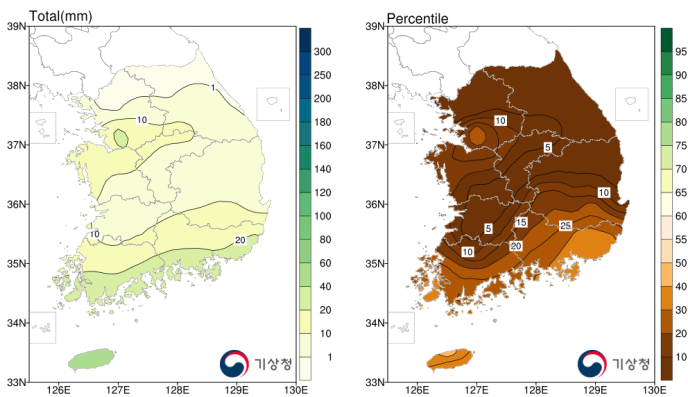 Total(mm)
39N
38N
37N
36N
35N
34N
33N
126E 127E 128E 129E 130E
1
10
10
20
기상청
300
250
200
180
160
140
120
100
80
60
40
20
10
1
Percentile
39N
38N
37N
36N
35N
34N
33N
126E 127E 128E 129E 130E
10
5
10
5
15
25
20
10
기상청
95
90
85
80
75
70
65
60
55
50
40
30
20
10